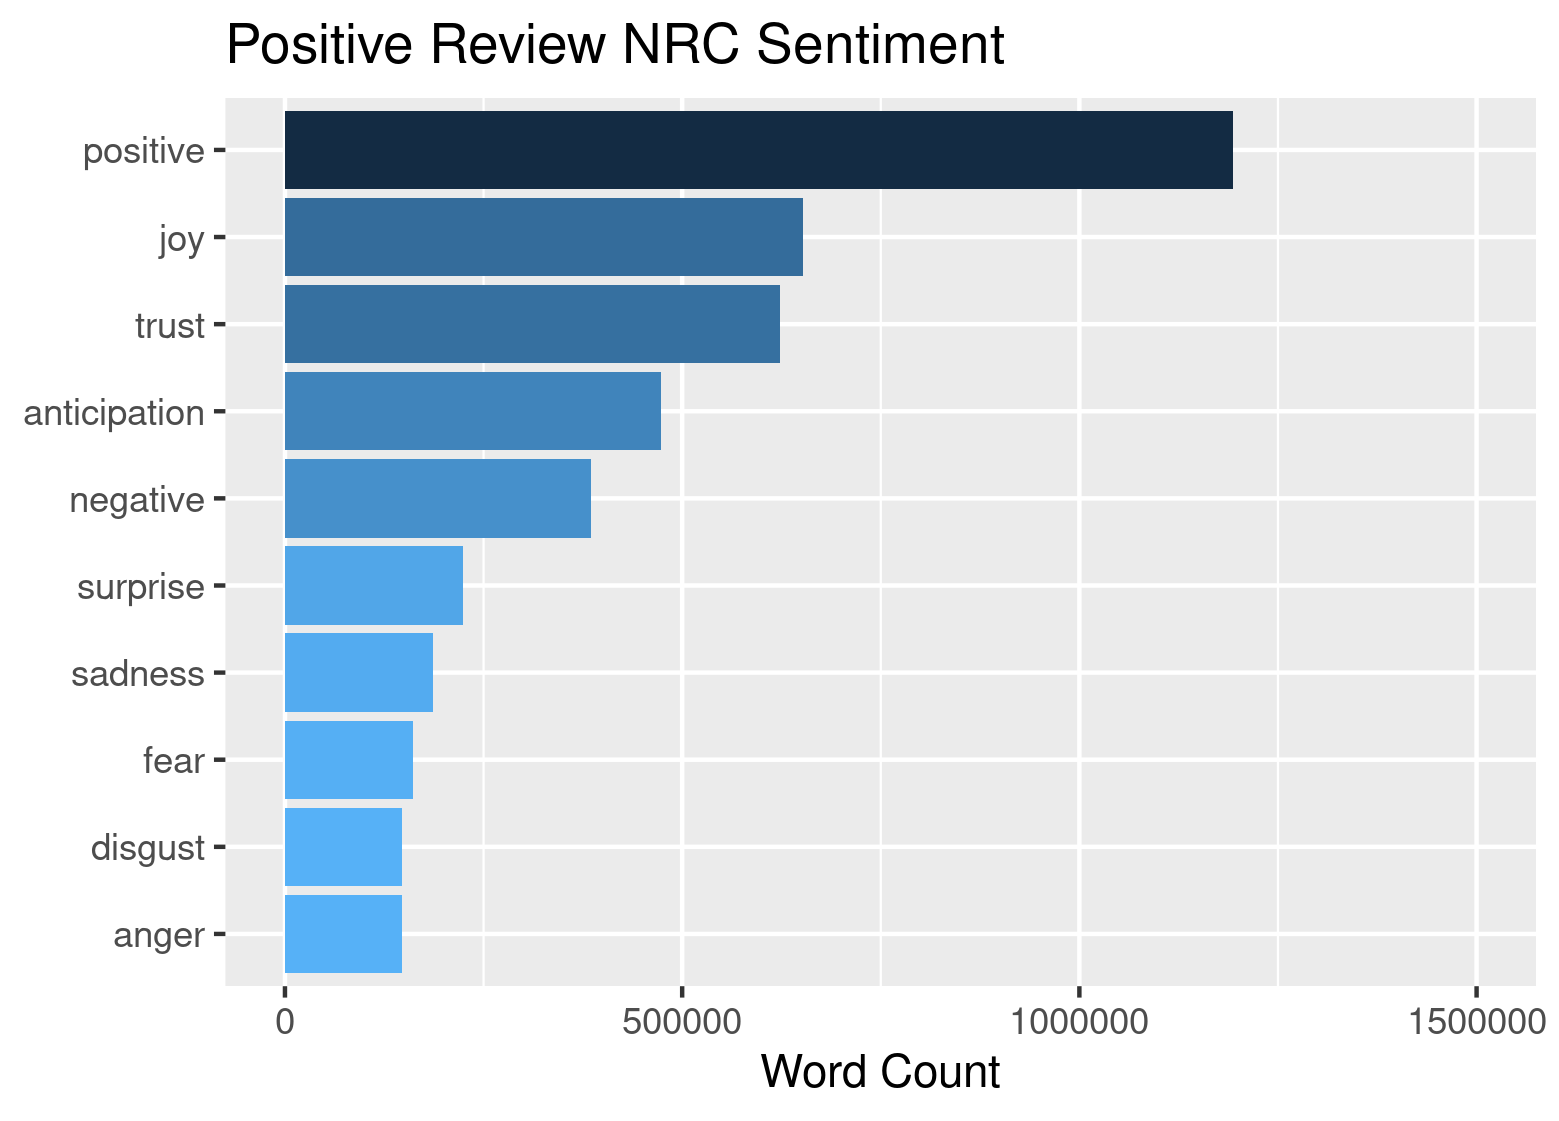 Positive Review NRC Sentiment
positive
joy
trust
anticipation
negative
surprise
sadness
fear
disgust
anger
0 500000 1000000 1500000
Word Count